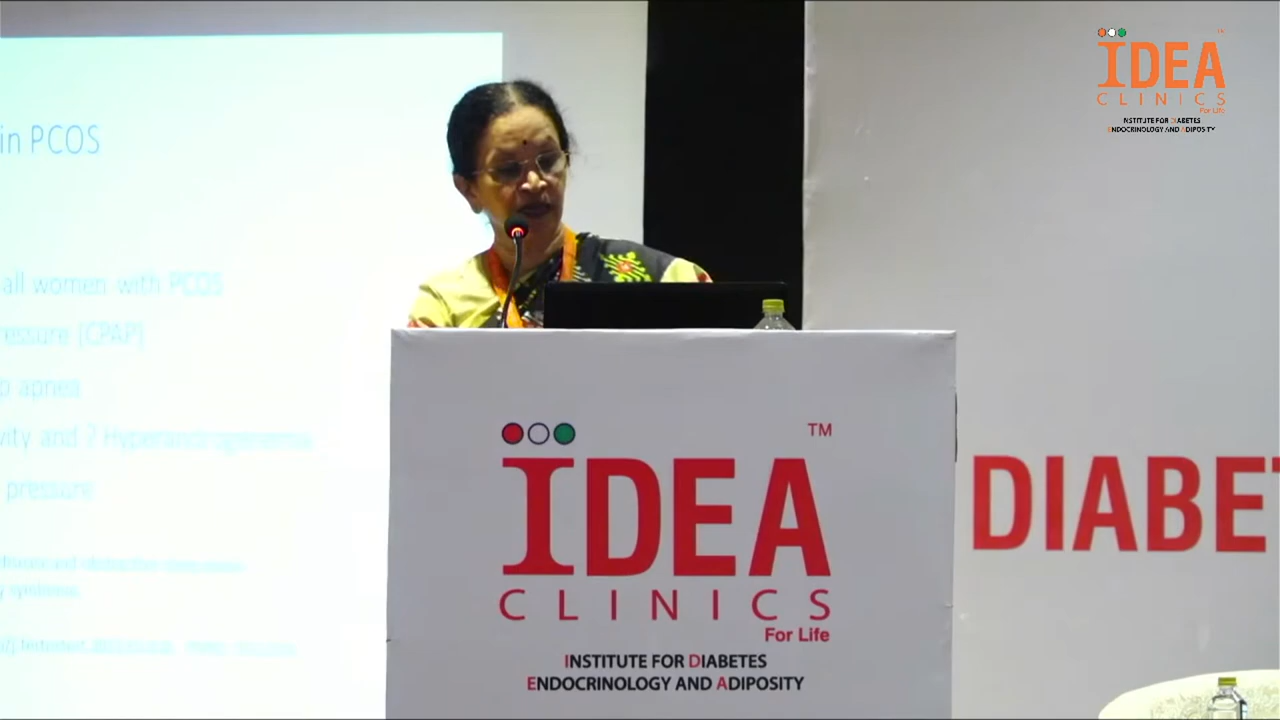 in PCOS
all women with PCOS
ressure [CPAP]
p apnea
vity and ? Hyperandrogenemia
pressure
TM
IDEA
CLINICS
For Life
INSTITUTE FOR DIABETES
ENDOCRINOLOGY AND ADIPOSITY
DIABET
IDEA
CLINICS
For Life
INSTITUTE FOR DIABETES
ENDOCRINOLOGY AND ADIPOSITY